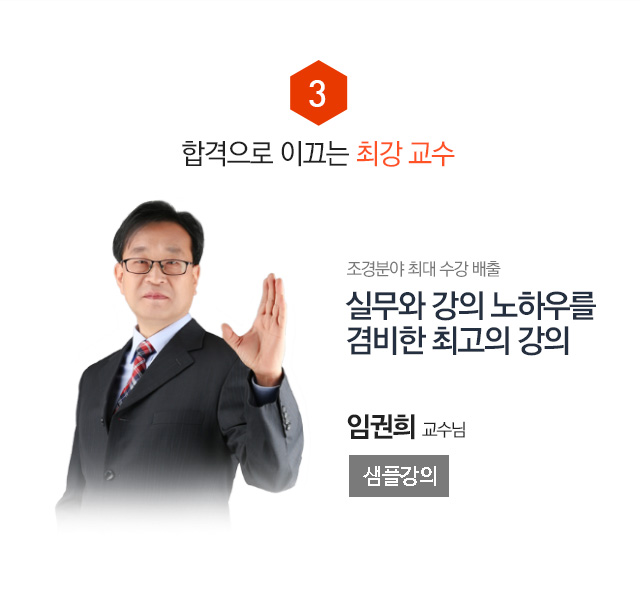 3
합격으로 이끄는 최강 교수
조경분야 최대 수강 배출
실무와 강의 노하우를
겸비한 최고의 강의
임권희 교수님
샘플강의